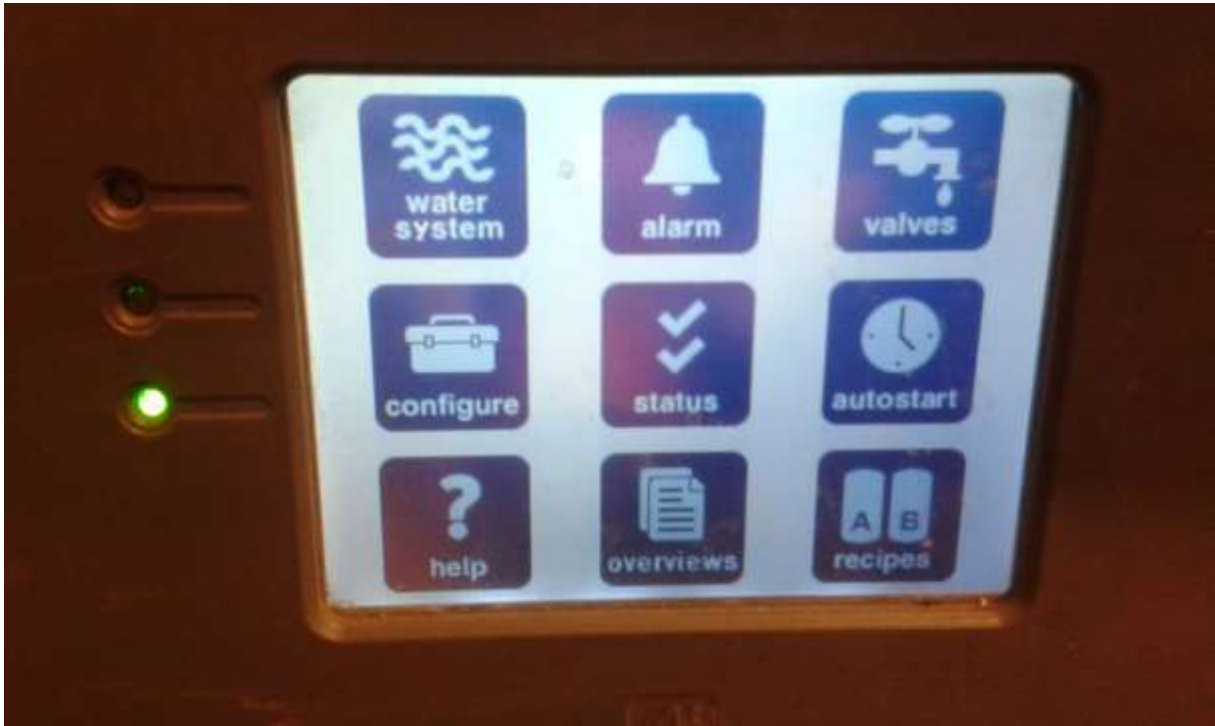 water
system
alarm
valves
configure
status
autostart
help
overviews
A B
recipes